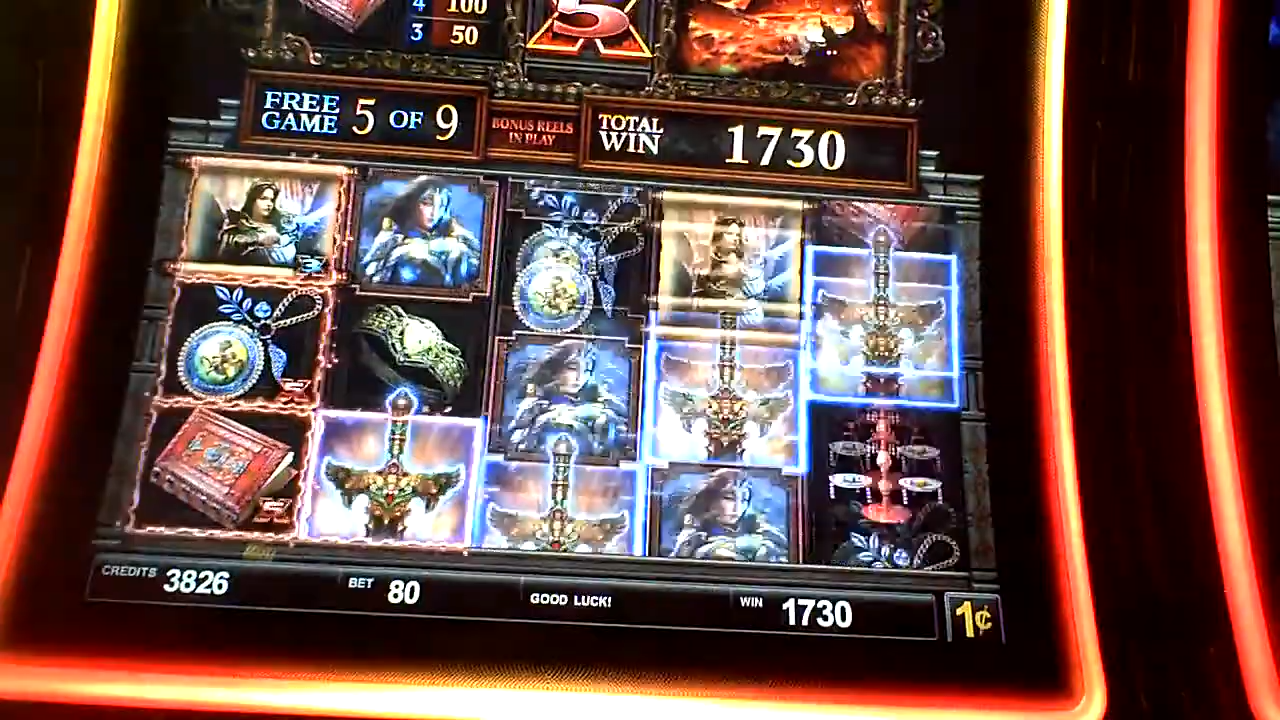 4 100
3 50
5
FREE GAME 5 OF 9
BONUS REELS IN PLAY
TOTAL WIN 1730
CREDITS 3826
BET 80
GOOD LUCK!
WIN 1730
1¢